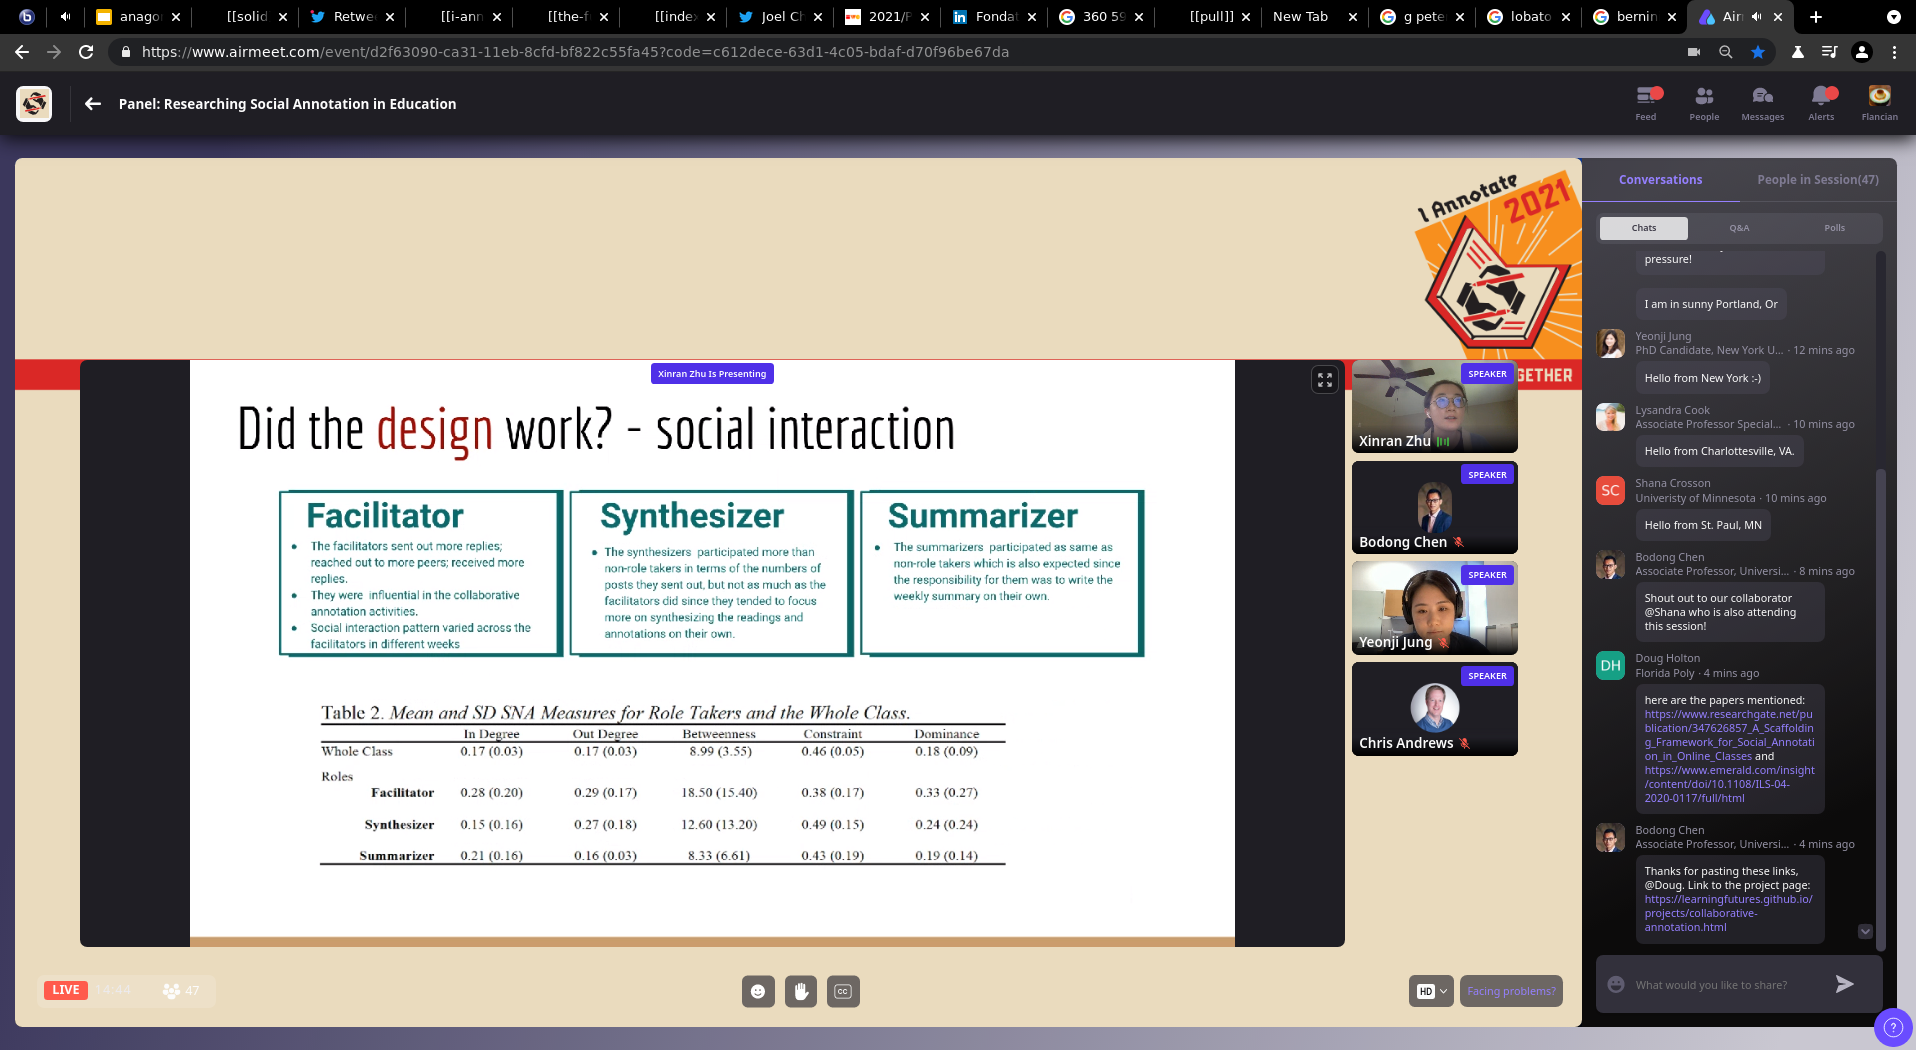 anago
[[solid
Retwe
[[i-ann
[[the-f
[[inde
Joel C
2021/
Fondat
360 59
[[pull]]
New Tab
g pete
lobato
bernin
Air
https://www.airmeet.com/event/d2f63090-ca31-11eb-8cfd-bf822c55fa45?code=c612dece-63d1-4c05-bdaf-d70f96be67da
Panel: Researching Social Annotation in Education
Feed
People
Messages
Alerts
Flancian
I Annotate
2021
GETHER
Xinran Zhu Is Presenting
Did the design work? - social interaction
Facilitator
• The facilitators sent out more replies;
reached out to more peers; received more
replies.
• They were influential in the collaborative
annotation activities.
• Social interaction pattern varied across the
facilitators in different weeks
Synthesizer
• The synthesizers participated more than
non-role takers in terms of the numbers of
posts they sent out, but not as much as the
facilitators did since they tended to focus
more on synthesizing the readings and
annotations on their own.
Summarizer
• The summarizers participated as same as
non-role takers which is also expected since
the responsibility for them was to write the
weekly summary on their own.
Table 2. Mean and SD SNA Measures for Role Takers and the Whole Class.
In Degree Out Degree Betweenness Constraint Dominance
Whole Class 0.17 (0.03) 0.17 (0.03) 8.99 (3.55) 0.46 (0.05) 0.18 (0.09)
Roles
Facilitator 0.28 (0.20) 0.29 (0.17) 18.50 (15.40) 0.38 (0.17) 0.33 (0.27)
Synthesizer 0.15 (0.16) 0.27 (0.18) 12.60 (13.20) 0.49 (0.15) 0.24 (0.24)
Summarizer 0.21 (0.16) 0.16 (0.03) 8.33 (6.61) 0.43 (0.19) 0.19 (0.14)
SPEAKER
Xinran Zhu
SPEAKER
Bodong Chen
SPEAKER
Yeonji Jung
SPEAKER
Chris Andrews
LIVE
14:44
47
CC
HD
Facing problems?
Conversations
People in Session(47)
Chats
Q&A
Polls
pressure!
I am in sunny Portland, Or
Yeonji Jung
PhD Candidate, New York U... · 12 mins ago
Hello from New York :-)
Lysandra Cook
Associate Professor Special... · 10 mins ago
Hello from Charlottesville, VA.
SC
Shana Crosson
Univeristy of Minnesota · 10 mins ago
Hello from St. Paul, MN
Bodong Chen
Associate Professor, Universi... · 8 mins ago
Shout out to our collaborator
@Shana who is also attending
this session!
DH
Doug Holton
Florida Poly · 4 mins ago
here are the papers mentioned:
https://www.researchgate.net/pu
blication/347626857_A_Scaffoldin
g_Framework_for_Social_Annotati
on_in_Online_Classes and
https://www.emerald.com/insight
/content/doi/10.1108/ILS-04-
2020-0117/full/html
Bodong Chen
Associate Professor, Universi... · 4 mins ago
Thanks for pasting these links,
@Doug. Link to the project page:
https://learningfutures.github.io/
projects/collaborative-
annotation.html
What would you like to share?